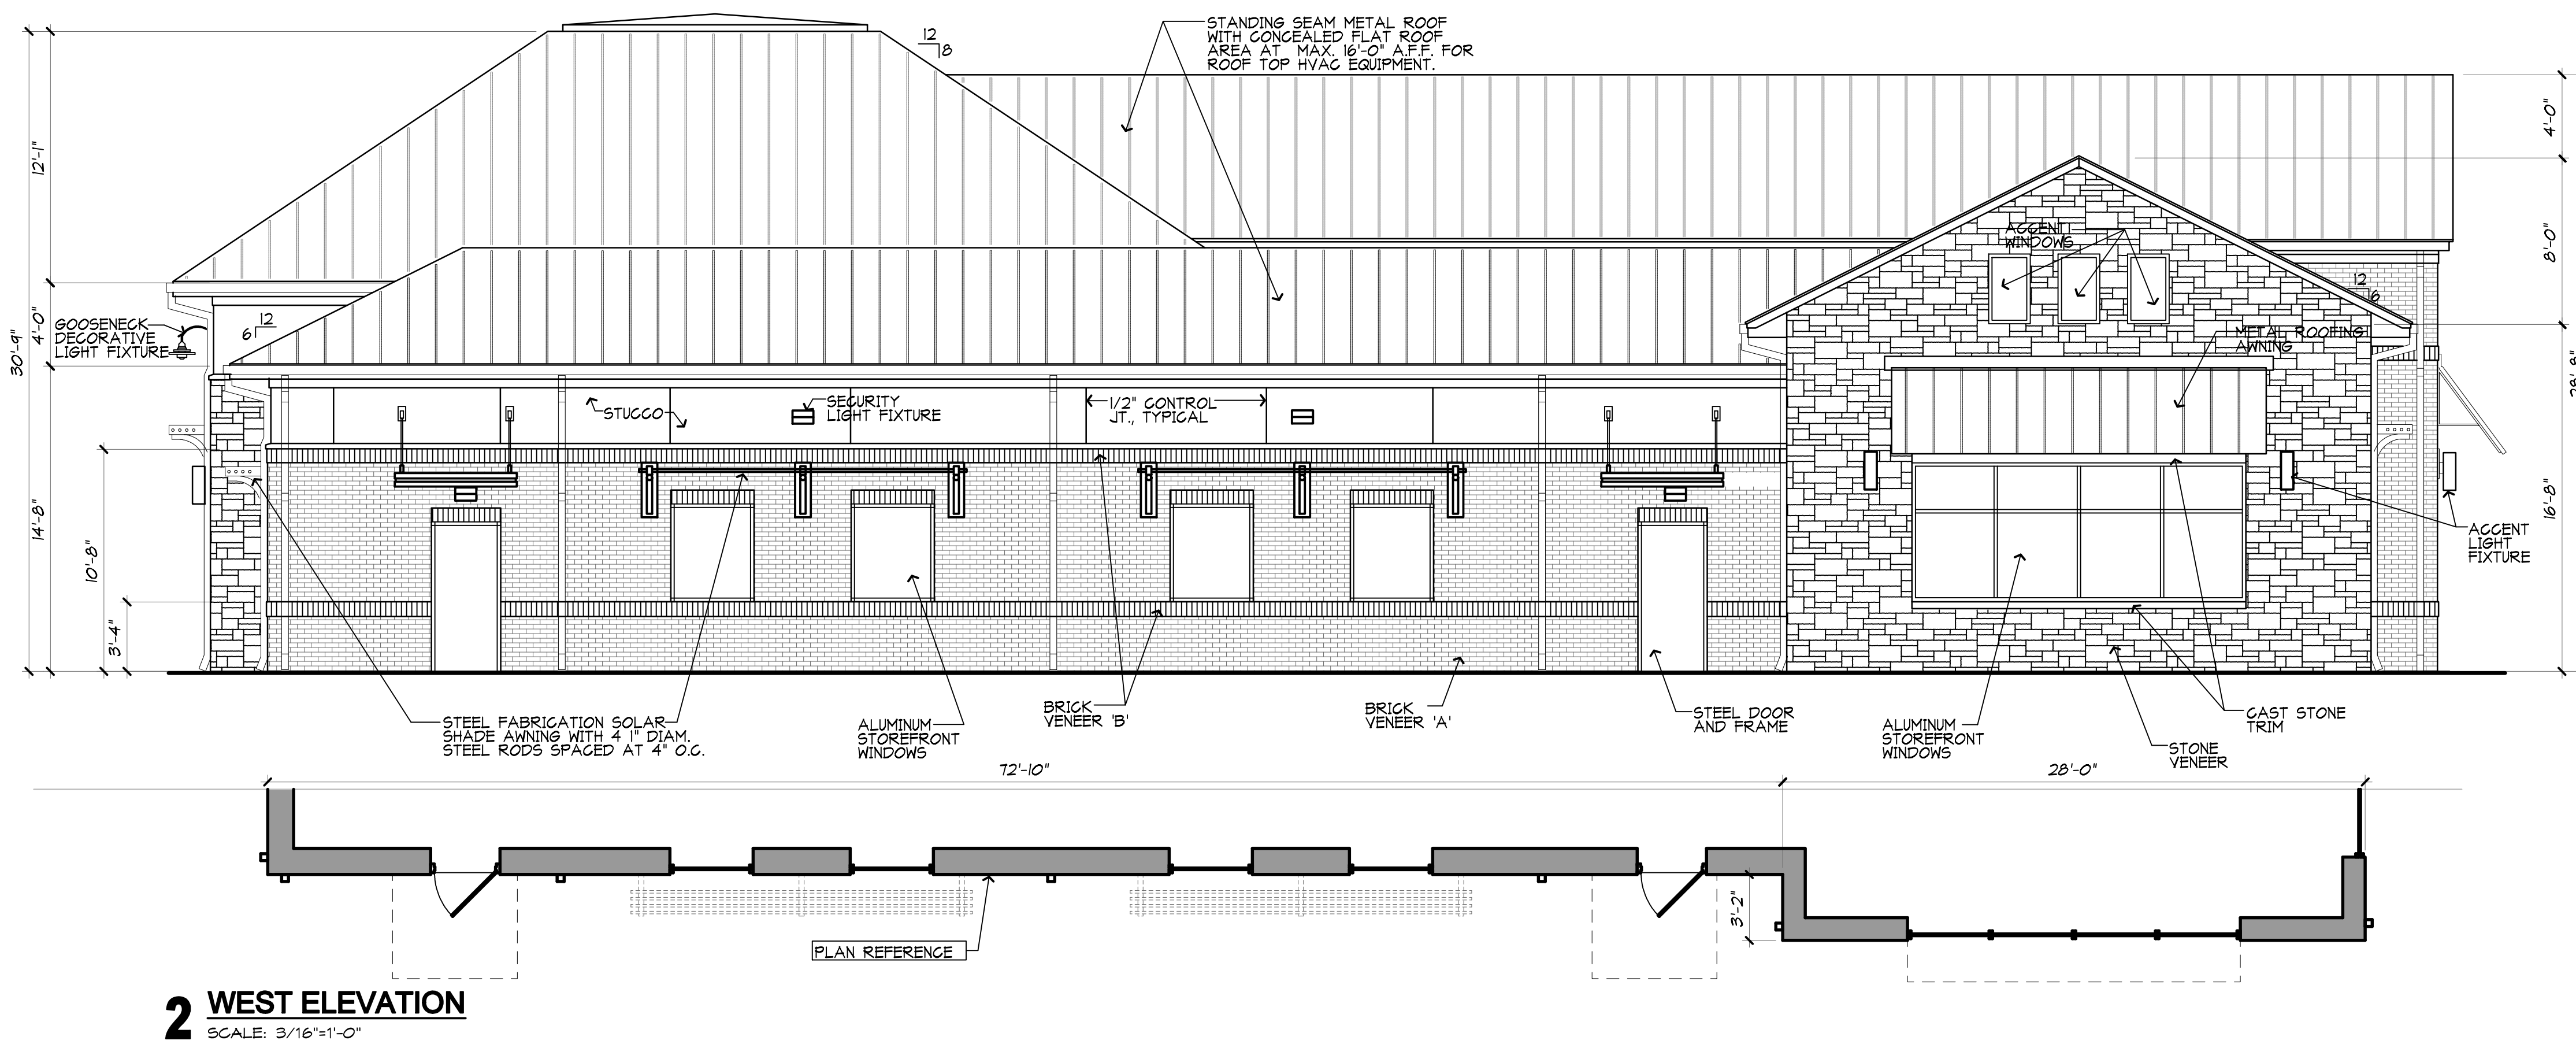 STANDING SEAM METAL ROOF
WITH CONCEALED FLAT ROOF
AREA AT MAX. 16'-0" A.F.F. FOR
ROOF TOP HVAC EQUIPMENT.
12
8
12'-1"
4'-0"
30'-9"
14'-8"
10'-8"
3'-4"
GOOSENECK
DECORATIVE
LIGHT FIXTURE
12
6
STUCCO
SECURITY
LIGHT FIXTURE
1/2" CONTROL
JT., TYPICAL
ACCENT
WINDOWS
12
6
METAL ROOFING
AWNING
4'-0"
8'-0"
16'-8"
ACCENT
LIGHT
FIXTURE
STEEL FABRICATION SOLAR
SHADE AWNING WITH 4 1" DIAM.
STEEL RODS SPACED AT 4" O.C.
ALUMINUM
STOREFRONT
WINDOWS
BRICK
VENEER 'B'
BRICK
VENEER 'A'
STEEL DOOR
AND FRAME
ALUMINUM
STOREFRONT
WINDOWS
CAST STONE
TRIM
STONE
VENEER
72'-10"
28'-0"
3'-2"
PLAN REFERENCE
2 WEST ELEVATION
SCALE: 3/16"=1'-0"